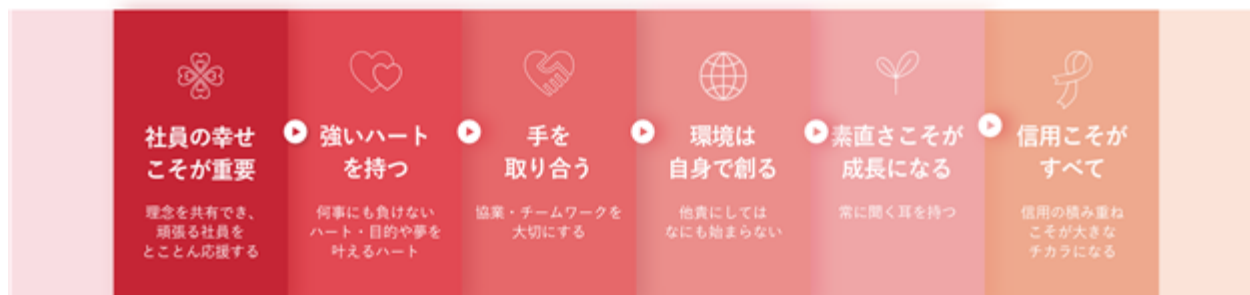 社員の幸せ
こそが重要
理念を共有でき、
頑張る社員を
とことん応援する
強いハート
を持つ
何事にも負けない
ハート・目的や夢を
叶えるハート
手を
取り合う
協業・チームワークを
大切にする
環境は
自身で創る
他責にしては
なにも始まらない
素直さこそが
成長になる
常に聞く耳を持つ
信用こそが
すべて
信用の積み重ね
こそが大きな
チカラになる